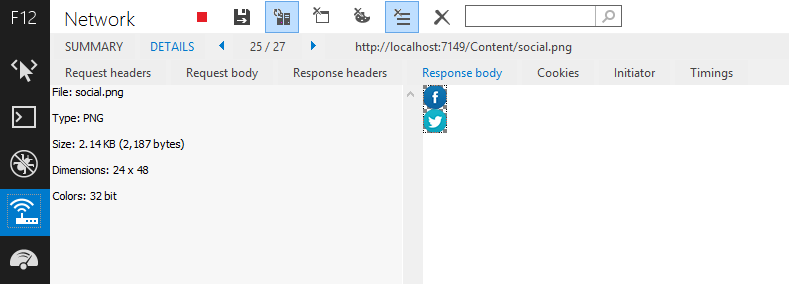 F12 Network
SUMMARY DETAILS 25 / 27 http://localhost:7149/Content/social.png
Request headers Request body Response headers Response body Cookies Initiator Timings
File: social.png
Type: PNG
Size: 2.14 KB (2,187 bytes)
Dimensions: 24 x 48
Colors: 32 bit